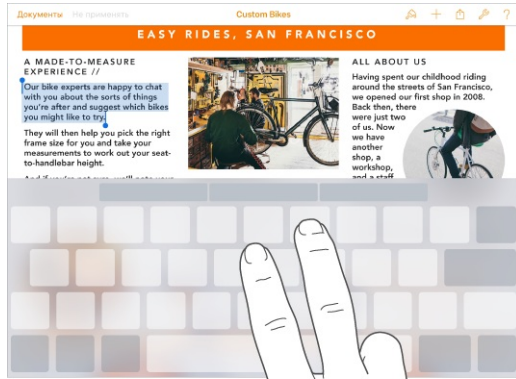 Документы Не применять Custom Bikes ?
EASY RIDES, SAN FRANCISCO
A MADE-TO-MEASURE
EXPERIENCE //
Our bike experts are happy to chat
with you about the sorts of things
you're after and suggest which bikes
you might like to try.
They will then help you pick the right
frame size for you and take your
measurements to work out your seat-
to-handlebar height.
ALL ABOUT US
Having spent our childhood riding
around the streets of San Francisco,
we opened our first shop in 2008.
Back then, there
were just two
of us. Now
we have
another
shop, a
workshop,
and a staff